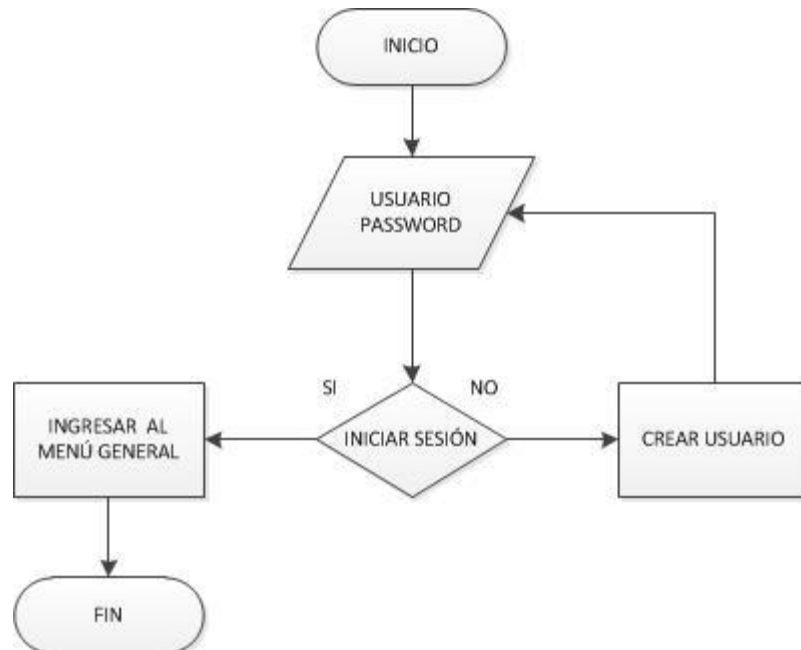 INICIO
USUARIO
PASSWORD
SI
NO
INGRESAR AL
MENÚ GENERAL
INICIAR SESIÓN
CREAR USUARIO
FIN